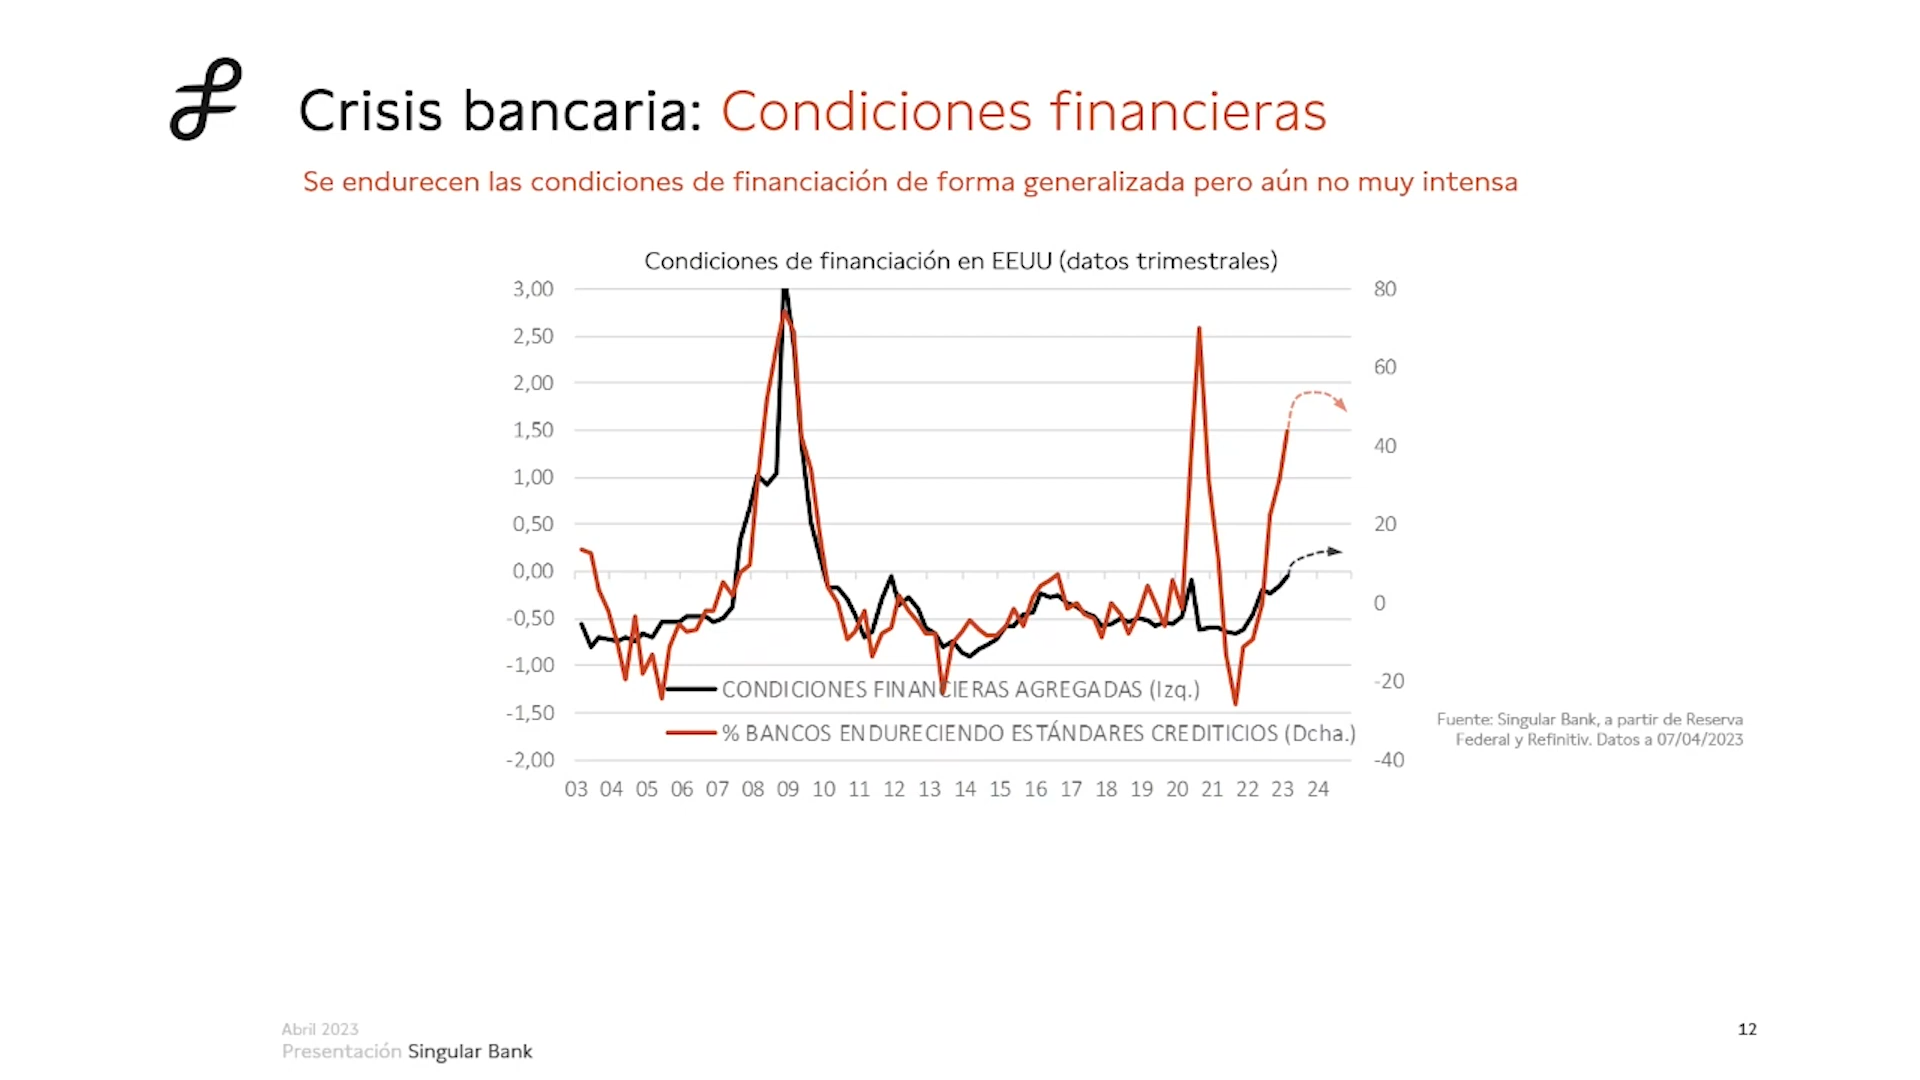 Crisis bancaria: Condiciones financieras
Se endurecen las condiciones de financiación de forma generalizada pero aún no muy intensa
Condiciones de financiación en EEUU (datos trimestrales)
3,00
2,50
2,00
1,50
1,00
0,50
0,00
-0,50
-1,00
-1,50
-2,00
80
60
40
20
0
-20
-40
CONDICIONES FINANCIERAS AGREGADAS (Izq.)
% BANCOS ENDURECIENDO ESTÁNDARES CREDITICIOS (Dcha.)
03 04 05 06 07 08 09 10 11 12 13 14 15 16 17 18 19 20 21 22 23 24
Fuente: Singular Bank, a partir de Reserva
Federal y Refinitiv. Datos a 07/04/2023
Abril 2023
Presentación Singular Bank
12